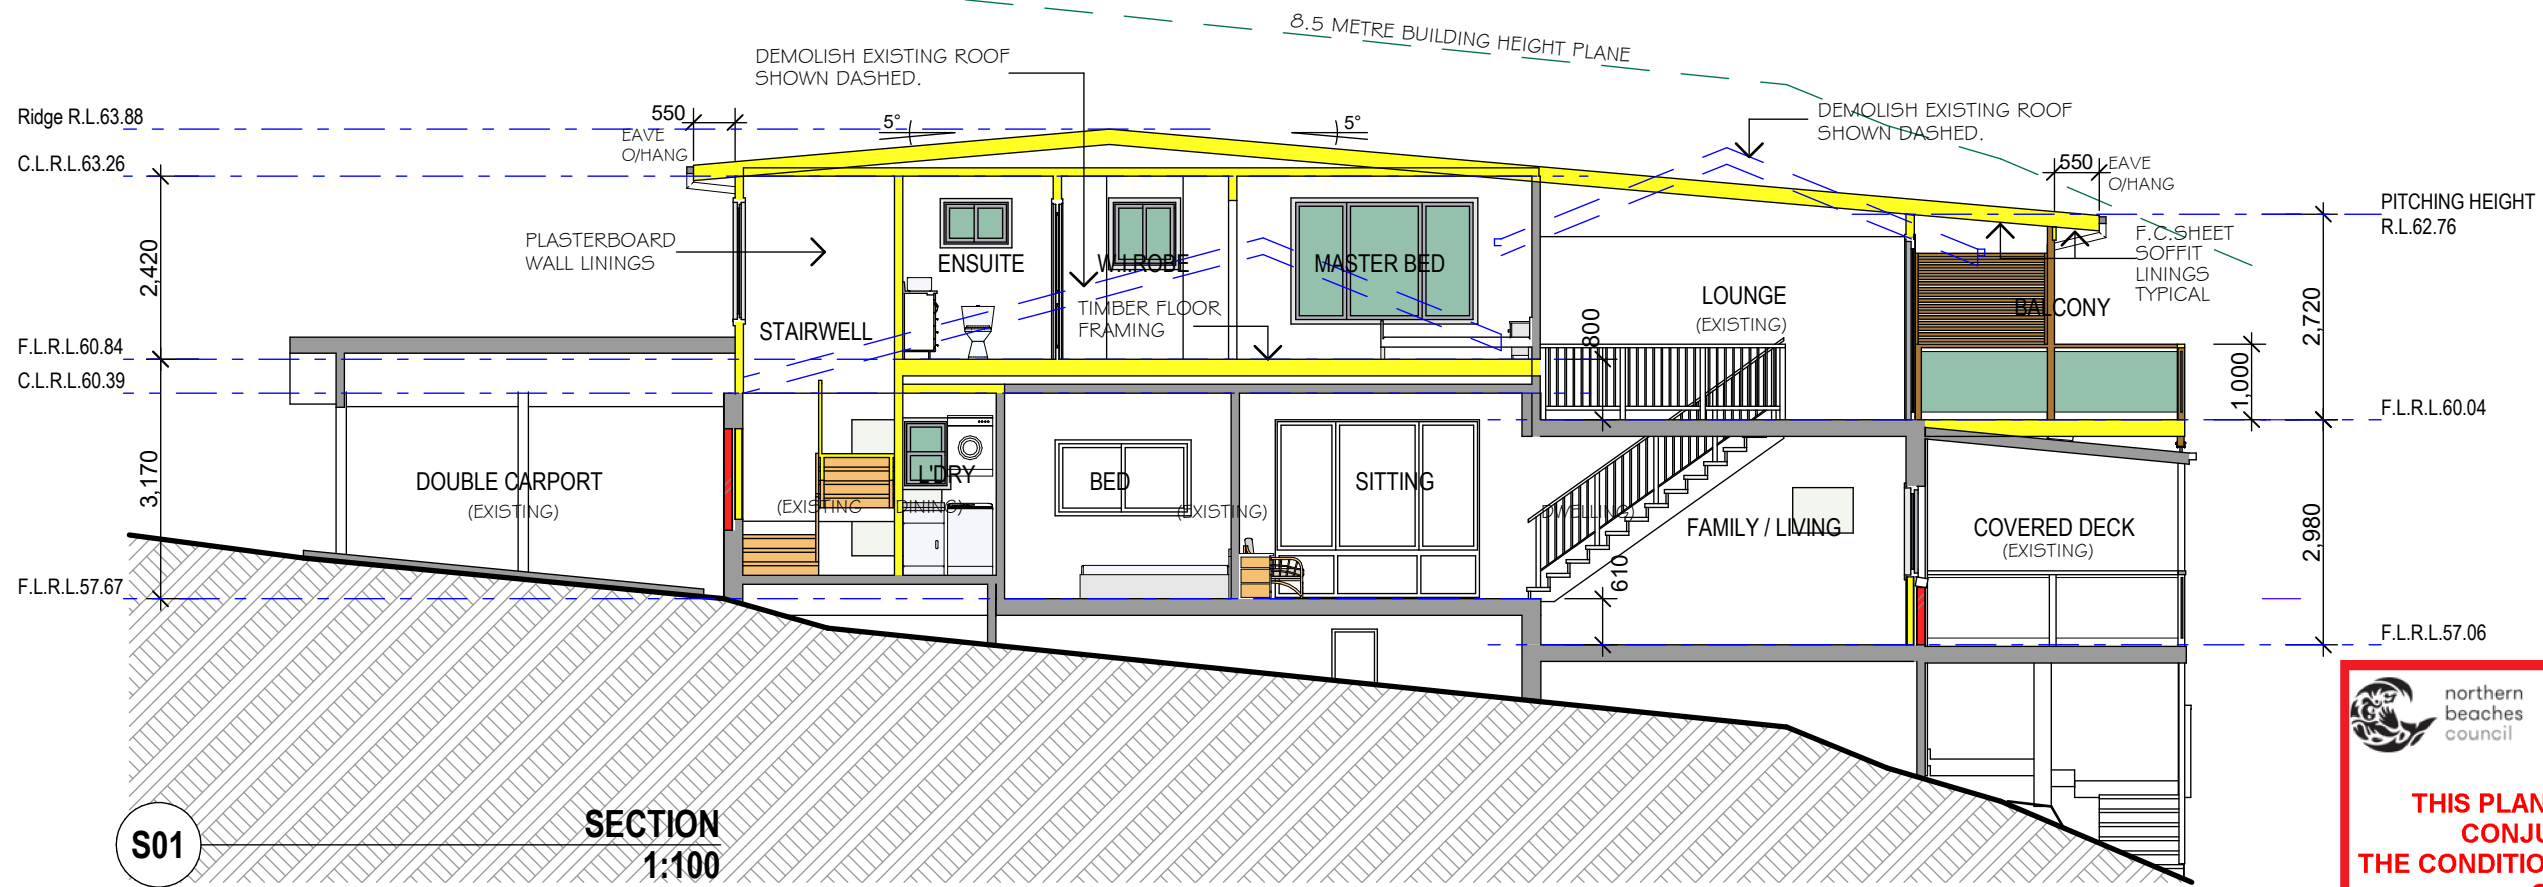 8.5 METRE BUILDING HEIGHT PLANE
DEMOLISH EXISTING ROOF
SHOWN DASHED.
DEMOLISH EXISTING ROOF
SHOWN DASHED.
Ridge R.L.63.88
C.L.R.L.63.26
F.L.R.L.60.84
C.L.R.L.60.39
F.L.R.L.57.67
2,420
3,170
550
EAVE
O/HANG
5°
5°
550
EAVE
O/HANG
PITCHING HEIGHT
R.L.62.76
F.C.SHEET
SOFFIT
LININGS
TYPICAL
PLASTERBOARD
WALL LININGS
ENSUITE
W.I.ROBE
MASTER BED
STAIRWELL
TIMBER FLOOR
FRAMING
LOUNGE
(EXISTING)
BALCONY
800
1,000
2,720
F.L.R.L.60.04
DOUBLE CARPORT
(EXISTING)
L'DRY
(EXISTING DINING)
BED
SITTING
(EXISTING DWELLING)
FAMILY / LIVING
COVERED DECK
(EXISTING)
610
2,980
F.L.R.L.57.06
S01
SECTION
1:100
northern
beaches
council
THIS PLAN
CONJU
THE CONDITIO